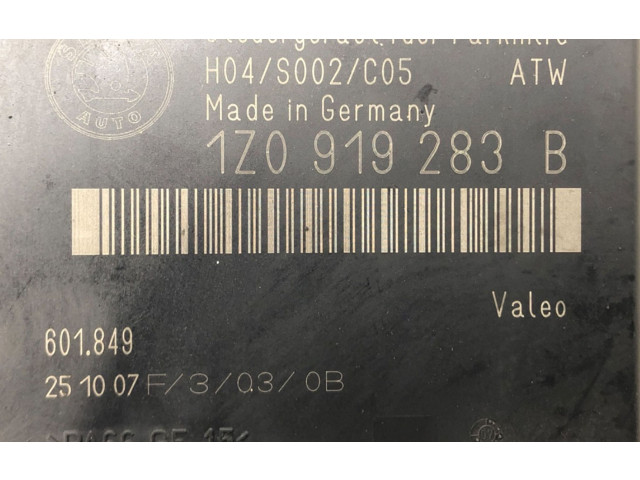 H04/S002/C05 ATW
Made in Germany
1Z0 919 283 B
AUTO
Valeo
601.849
25 10 07 F/3/03/0B